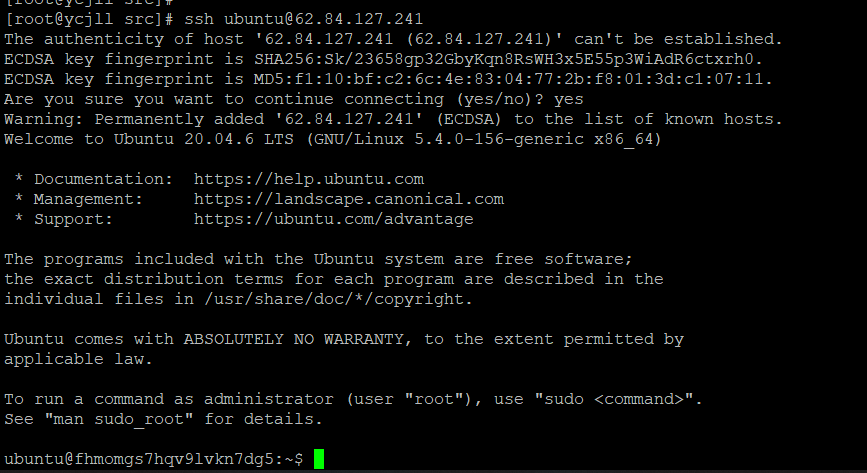 [root@ycjll src]#
[root@ycjll src]# ssh ubuntu@62.84.127.241
The authenticity of host '62.84.127.241 (62.84.127.241)' can't be established.
ECDSA key fingerprint is SHA256:Sk/23658gp32GbyKqn8RsWH3x5E55p3WiAdR6ctxrh0.
ECDSA key fingerprint is MD5:f1:10:bf:c2:6c:4e:83:04:77:2b:f8:01:3d:c1:07:11.
Are you sure you want to continue connecting (yes/no)? yes
Warning: Permanently added '62.84.127.241' (ECDSA) to the list of known hosts.
Welcome to Ubuntu 20.04.6 LTS (GNU/Linux 5.4.0-156-generic x86_64)
* Documentation:  https://help.ubuntu.com
* Management:     https://landscape.canonical.com
* Support:        https://ubuntu.com/advantage
The programs included with the Ubuntu system are free software;
the exact distribution terms for each program are described in the
individual files in /usr/share/doc/*/copyright.
Ubuntu comes with ABSOLUTELY NO WARRANTY, to the extent permitted by
applicable law.
To run a command as administrator (user "root"), use "sudo <command>".
See "man sudo_root" for details.
ubuntu@fhmomgs7hqv9lvkn7dg5:~$